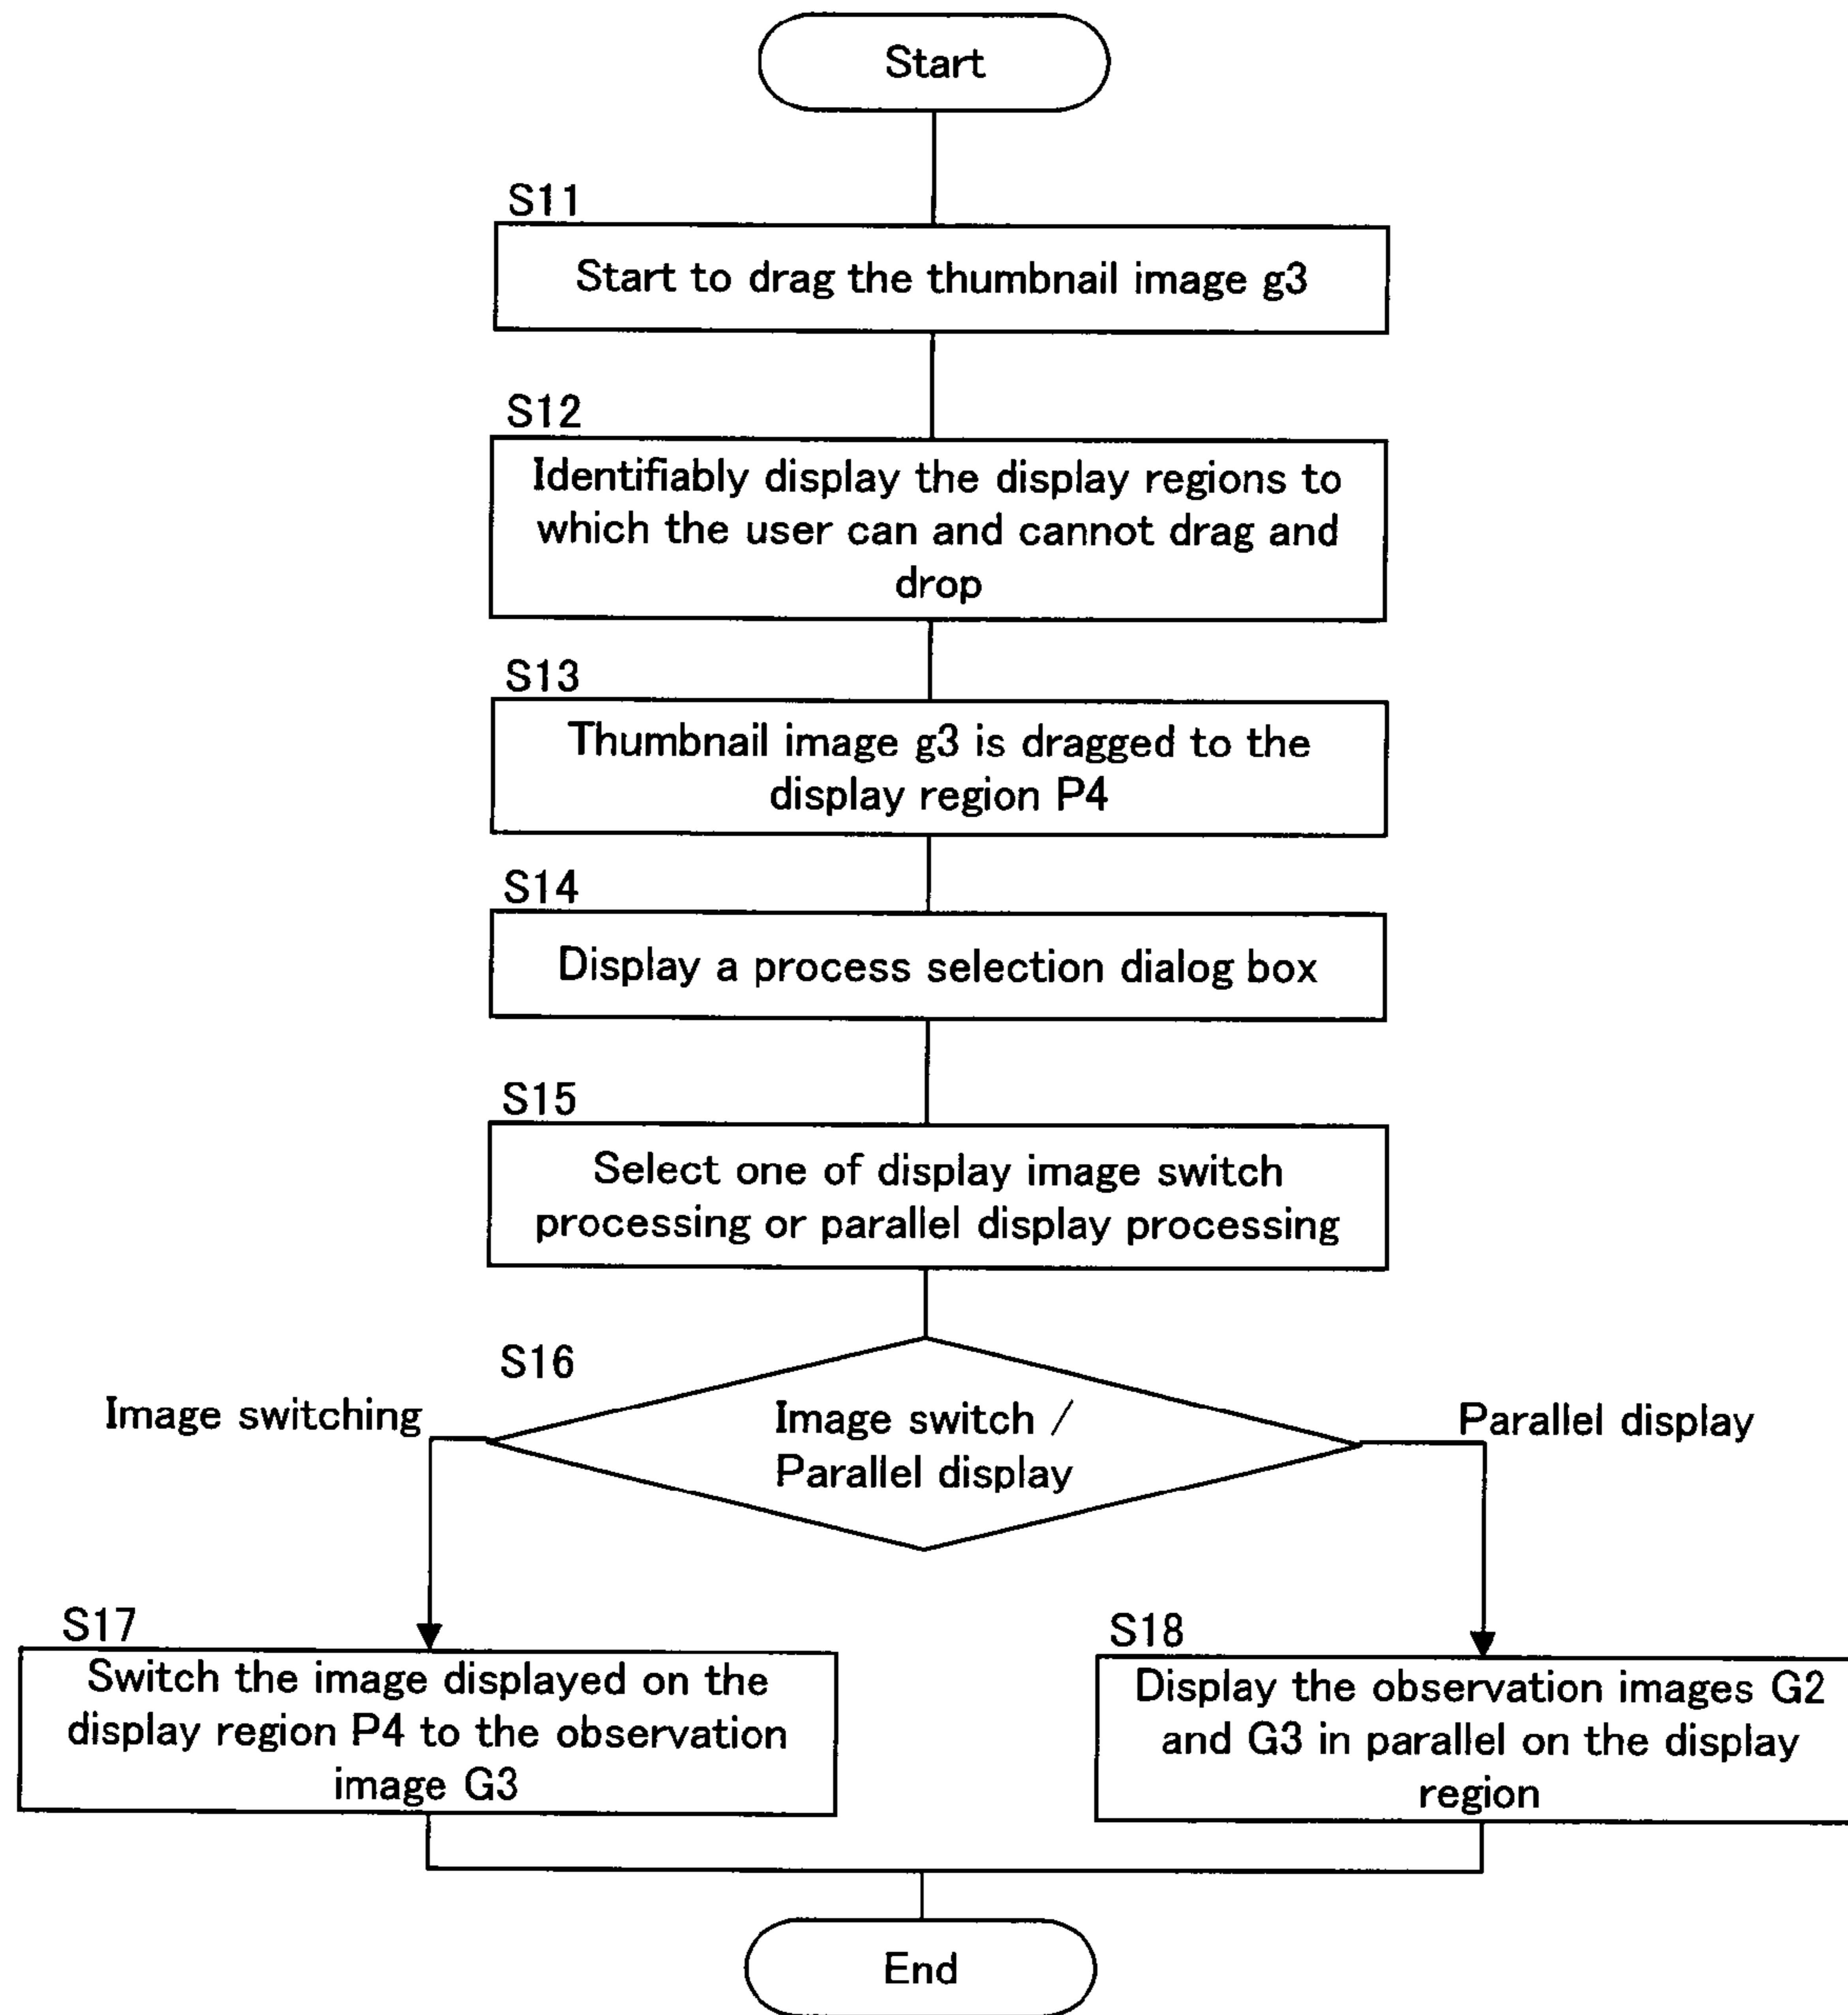 Start
S11
Start to drag the thumbnail image g3
S12
Identifiably display the display regions to
which the user can and cannot drag and
drop
S13
Thumbnail image g3 is dragged to the
display region P4
S14
Display a process selection dialog box
S15
Select one of display image switch
processing or parallel display processing
S16
Image switch /
Parallel display
Image switching
Parallel display
S17
Switch the image displayed on the
display region P4 to the observation
image G3
S18
Display the observation images G2
and G3 in parallel on the display
region
End